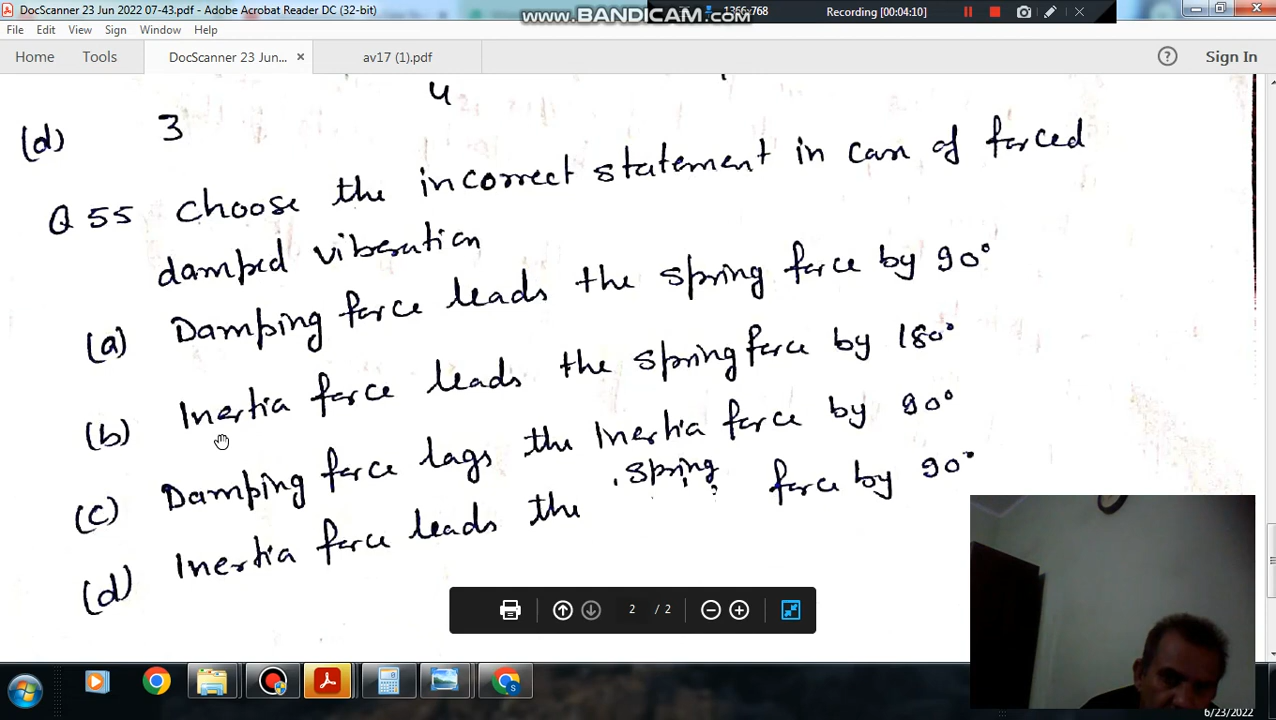 DocScanner 23 Jun 2022 07-43.pdf - Adobe Acrobat Reader DC (32-bit)
www.BANDICAM.com
1366x768
Recording [00:04:10]
File Edit View Sign Window Help
Home Tools DocScanner 23 Jun... × av17 (1).pdf Sign In
4
(d) 3
Q 55 Choose the incorrect statement in case of forced
damped vibration
(a) Damping force leads the spring force by 90°
(b) Inertia force leads the spring force by 180°
(c) Damping force lags the Inertia force by 90°
(d) Inertia force leads the spring force by 90°
2 / 2
6/23/2022